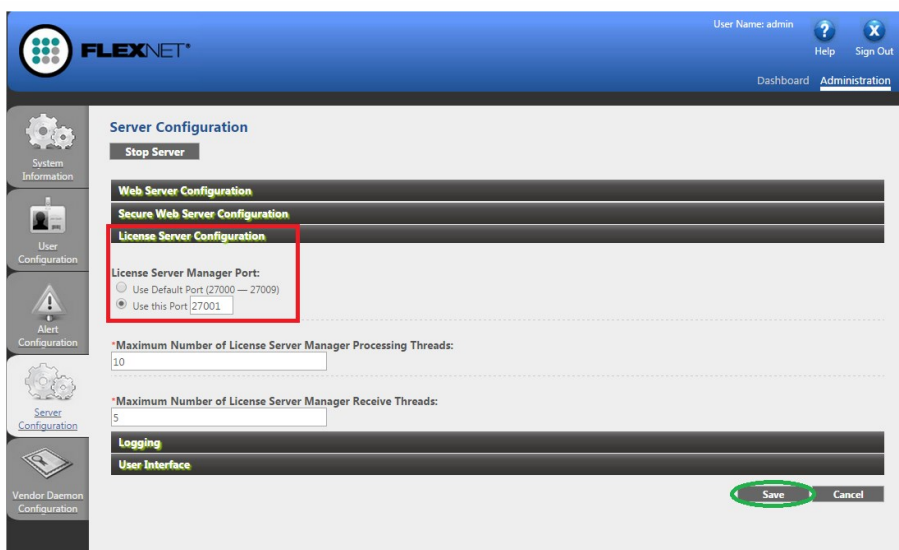 User Name: admin
Help
Sign Out
FLEXNET
Dashboard Administration
System
Information
User
Configuration
Alert
Configuration
Server
Configuration
Vendor Daemon
Configuration
Server Configuration
Stop Server
Web Server Configuration
Secure Web Server Configuration
License Server Configuration
License Server Manager Port:
Use Default Port (27000 — 27009)
Use this Port 27001
*Maximum Number of License Server Manager Processing Threads:
10
*Maximum Number of License Server Manager Receive Threads:
5
Logging
User Interface
Save
Cancel